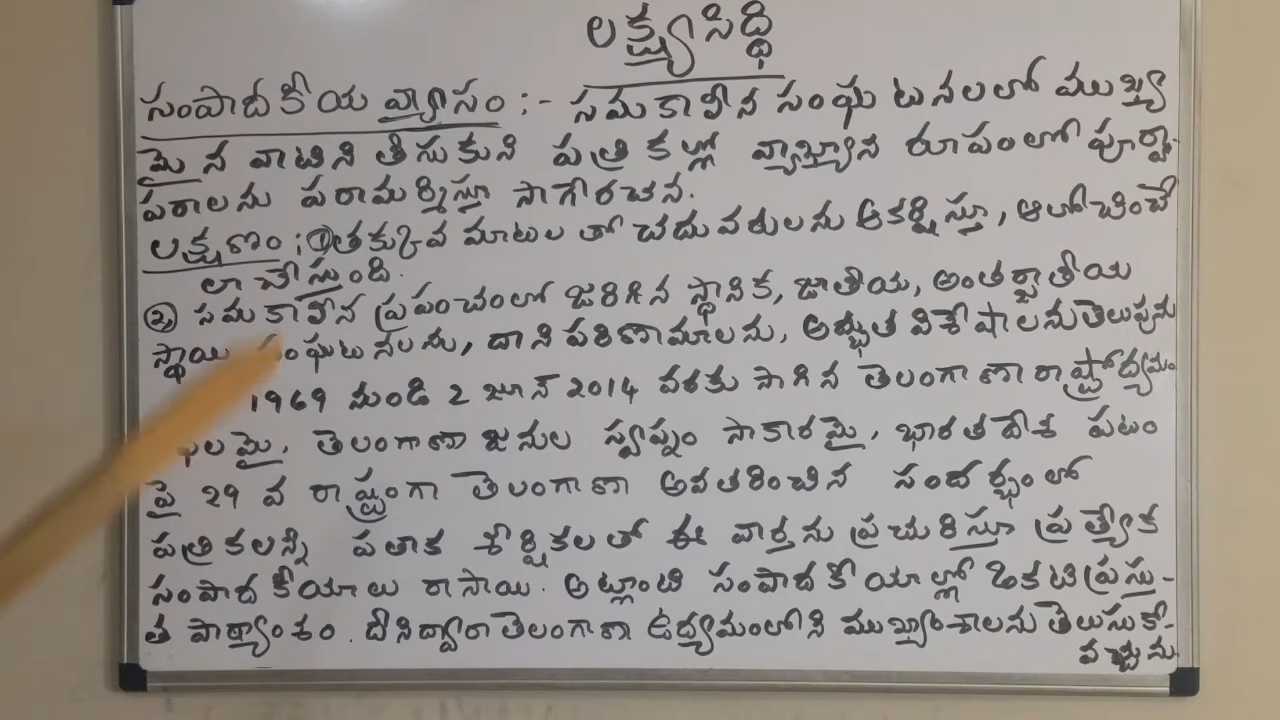 లక్ష్యసిద్ధి
సంపాదకీయ వ్యాసం :- సమకాలీన సంఘటనలలో ముఖ్య
మైన వాటిని తీసుకుని పత్రికల్లో వ్యాఖ్యాన రూపంలో పూర్వా-
పరాలను పరామర్శిస్తూ సాగేరచన.
లక్షణం : ① తక్కువ మాటలతో చదువరులను ఆకర్షిస్తూ, ఆలోచించే
లా చేస్తుంది.
② సమకాలీన ప్రపంచంలో జరిగిన స్థానిక, జాతీయ, అంతర్జాతీయ
స్థాయి సంఘటనలను, దాని పరిణామాలను, అద్భుత విశేషాలనుతెలుపును
1969 నుండి 2 జూన్ 2014 వరకు సాగిన తెలంగాణారాష్ట్రోద్యమం
తెలంగాణా జనుల స్వప్నం సాకారమై, భారతదేశ పటం
పై 29 వ రాష్ట్రంగా తెలంగాణా అవతరించిన సందర్భంలో
పత్రికలన్నీ పతాక శీర్షికలతో ఈ వార్తను ప్రచురిస్తూ ప్రత్యేక
సంపాదకీయాలు రాసాయి. అట్లాంటి సంపాదకీయాల్లో ఒకటిప్రస్తు-
త పాఠ్యాంశం. దీనిద్వారా తెలంగాణా ఉద్యమంలోని ముఖ్యాంశాలను తెలుసుకో-
వచ్చును